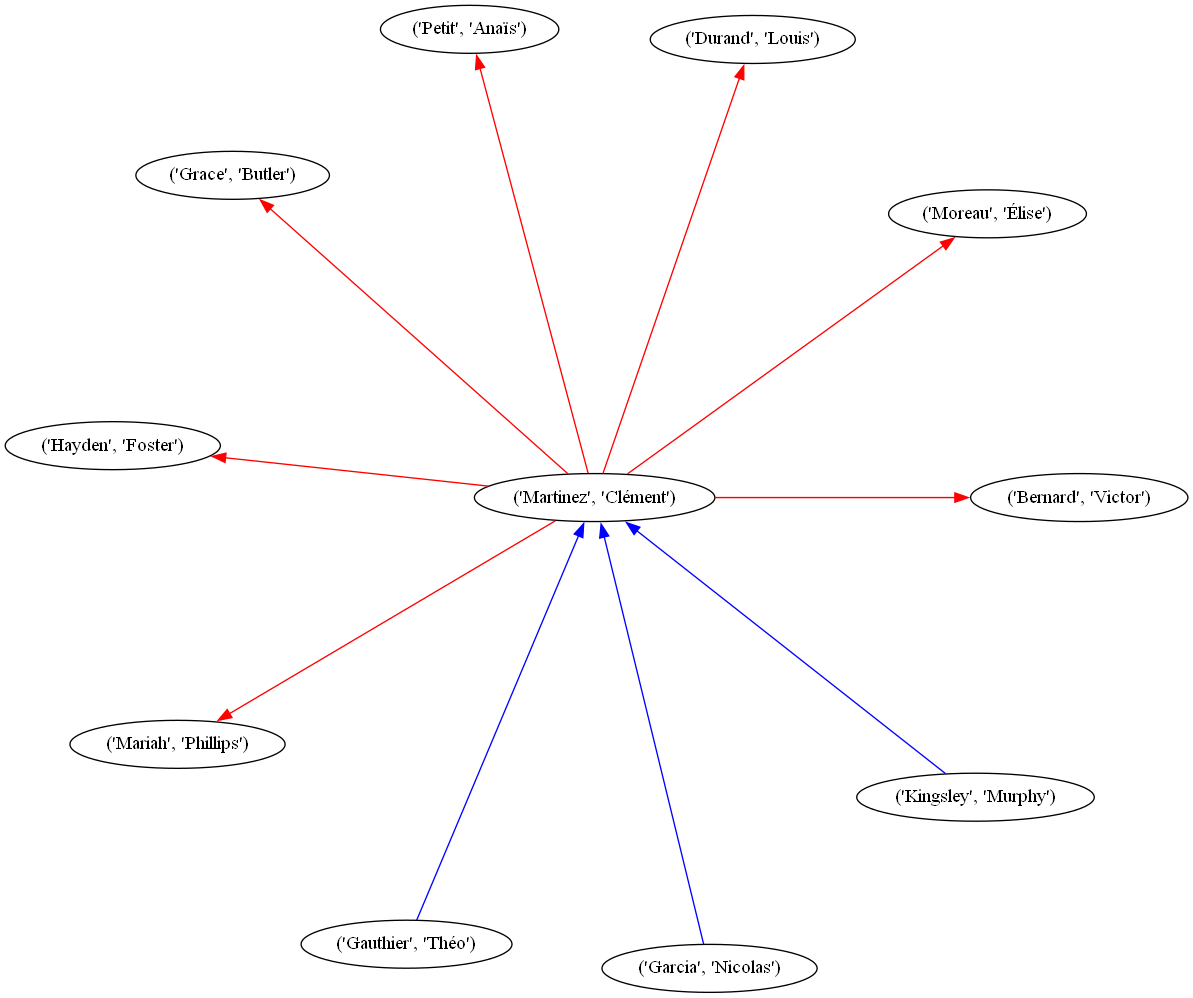 ('Petit', 'Anaïs')
('Durand', 'Louis')
('Grace', 'Butler')
('Moreau', 'Élise')
('Hayden', 'Foster')
('Martinez', 'Clément')
('Bernard', 'Victor')
('Mariah', 'Phillips')
('Kingsley', 'Murphy')
('Gauthier', 'Théo')
('Garcia', 'Nicolas')